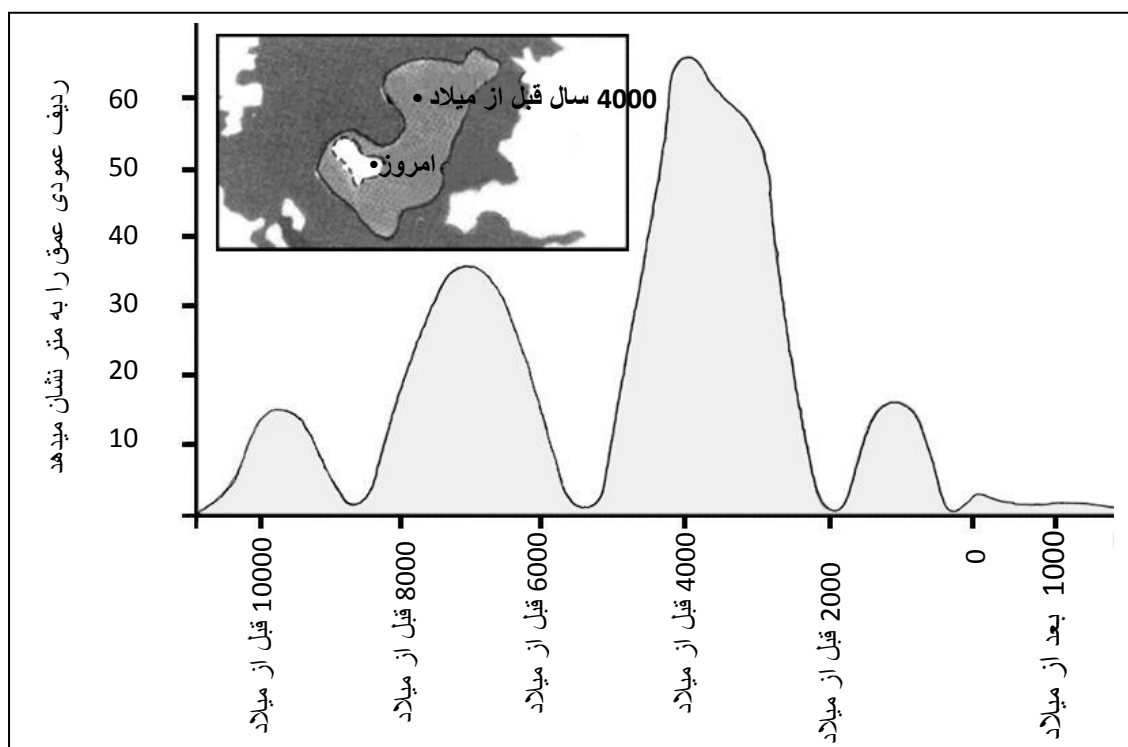 ردیف عمودی عمق را به متر نشان میدهد
4000 سال قبل از میلاد
امروز
60
50
40
30
20
10
10000 قبل از میلاد
8000 قبل از میلاد
6000 قبل از میلاد
4000 قبل از میلاد
2000 قبل از میلاد
0
1000 بعد از میلاد